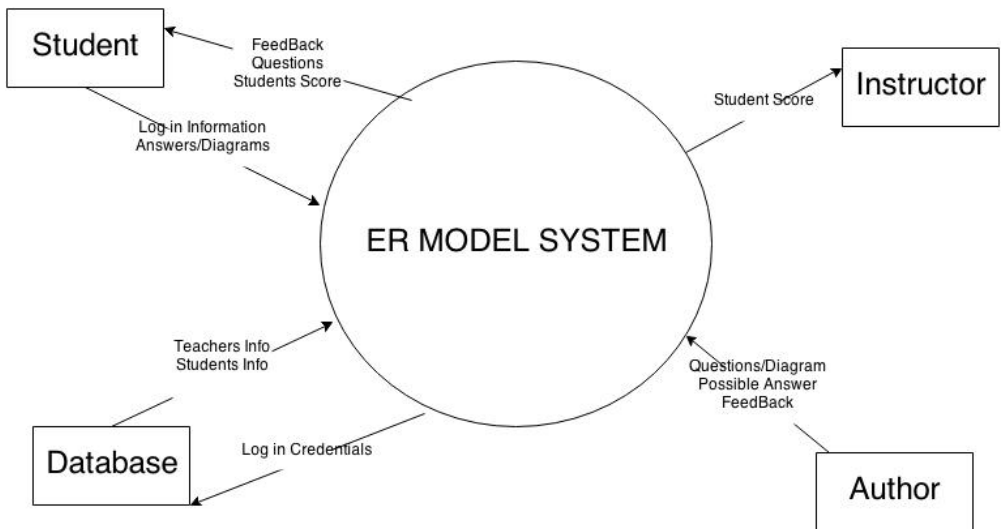 Student
FeedBack
Questions
Students Score
Log in Information
Answers/Diagrams
Student Score
Instructor
ER MODEL SYSTEM
Teachers Info
Students Info
Database
Log in Credentials
Questions/Diagram
Possible Answer
FeedBack
Author